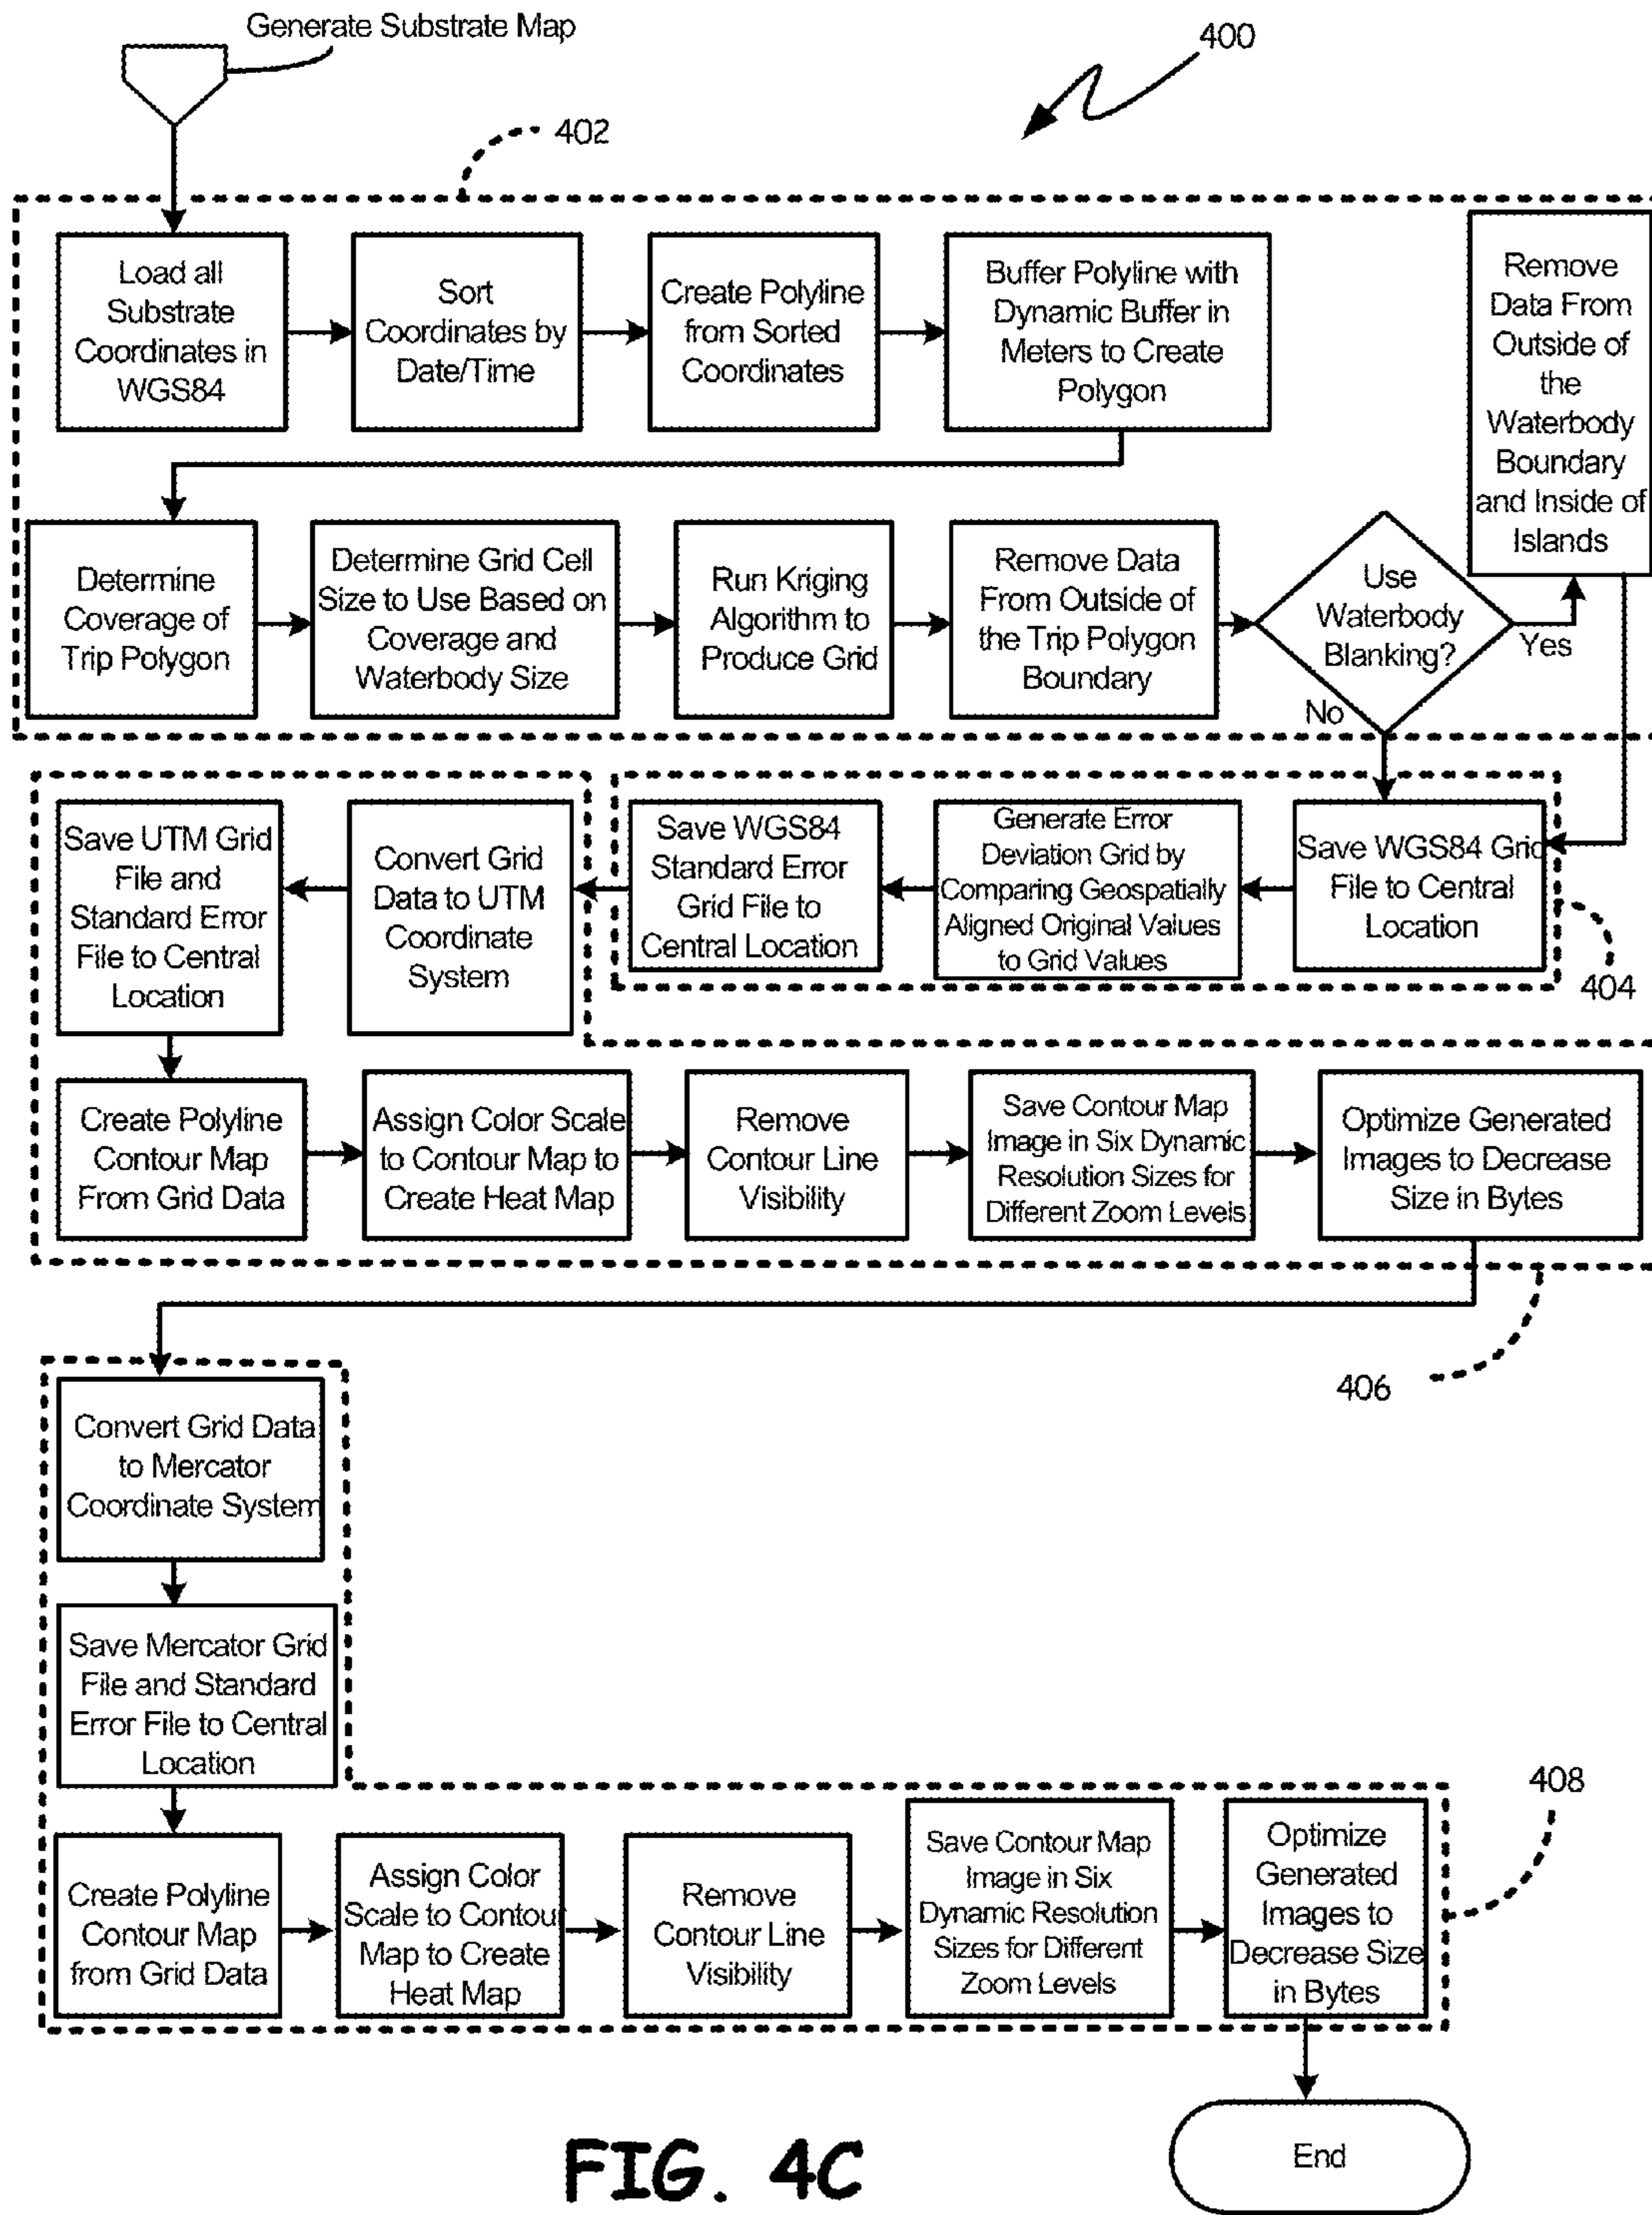 Generate Substrate Map
400
402
Load all
Substrate
Coordinates in
WGS84
Sort
Coordinates by
Date/Time
Create Polyline
from Sorted
Coordinates
Buffer Polyline with
Dynamic Buffer in
Meters to Create
Polygon
Remove
Data From
Outside of
the
Waterbody
Boundary
and Inside of
Islands
Determine
Coverage of
Trip Polygon
Determine Grid Cell
Size to Use Based on
Coverage and
Waterbody Size
Run Kriging
Algorithm to
Produce Grid
Remove Data
From Outside of
the Trip Polygon
Boundary
Use
Waterbody
Blanking?
Yes
No
Save WGS84 Grid
File to Central
Location
404
Generate Error
Deviation Grid by
Comparing Geospatially
Aligned Original Values
to Grid Values
Save WGS84
Standard Error
Grid File to
Central Location
Convert Grid
Data to UTM
Coordinate
System
Save UTM Grid
File and
Standard Error
File to Central
Location
Create Polyline
Contour Map
From Grid Data
Assign Color Scale
to Contour Map to
Create Heat Map
Remove
Contour Line
Visibility
Save Contour Map
Image in Six Dynamic
Resolution Sizes for
Different Zoom Levels
Optimize Generated
Images to Decrease
Size in Bytes
406
Convert Grid Data
to Mercator
Coordinate System
Save Mercator Grid
File and Standard
Error File to Central
Location
Create Polyline
Contour Map
from Grid Data
Assign Color
Scale to Contour
Map to Create
Heat Map
Remove
Contour Line
Visibility
Save Contour Map
Image in Six
Dynamic Resolution
Sizes for Different
Zoom Levels
Optimize
Generated
Images to
Decrease Size
in Bytes
408
End
FIG. 4C